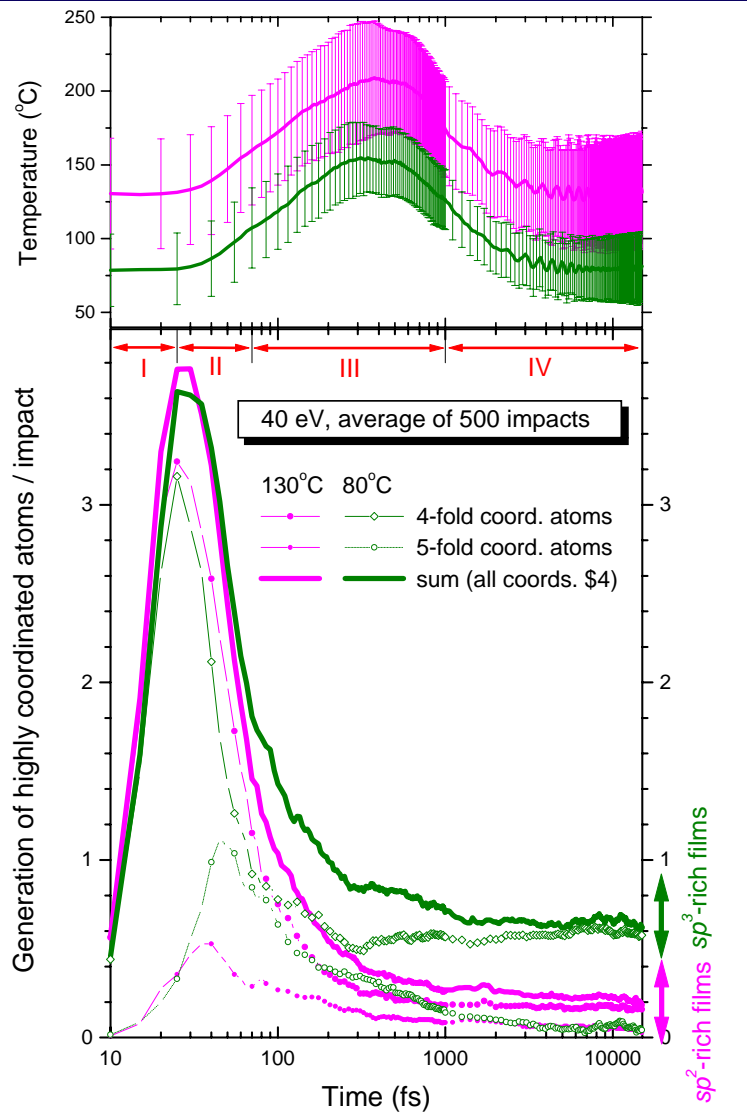 250
200
150
100
50
Temperature (°C)
I II III IV
40 eV, average of 500 impacts
130°C 80°C
4-fold coord. atoms
5-fold coord. atoms
sum (all coords. $4)
3
2
1
0
3
2
1
0
Generation of highly coordinated atoms / impact
sp³-rich films
sp²-rich films
10 100 1000 10000
Time (fs)